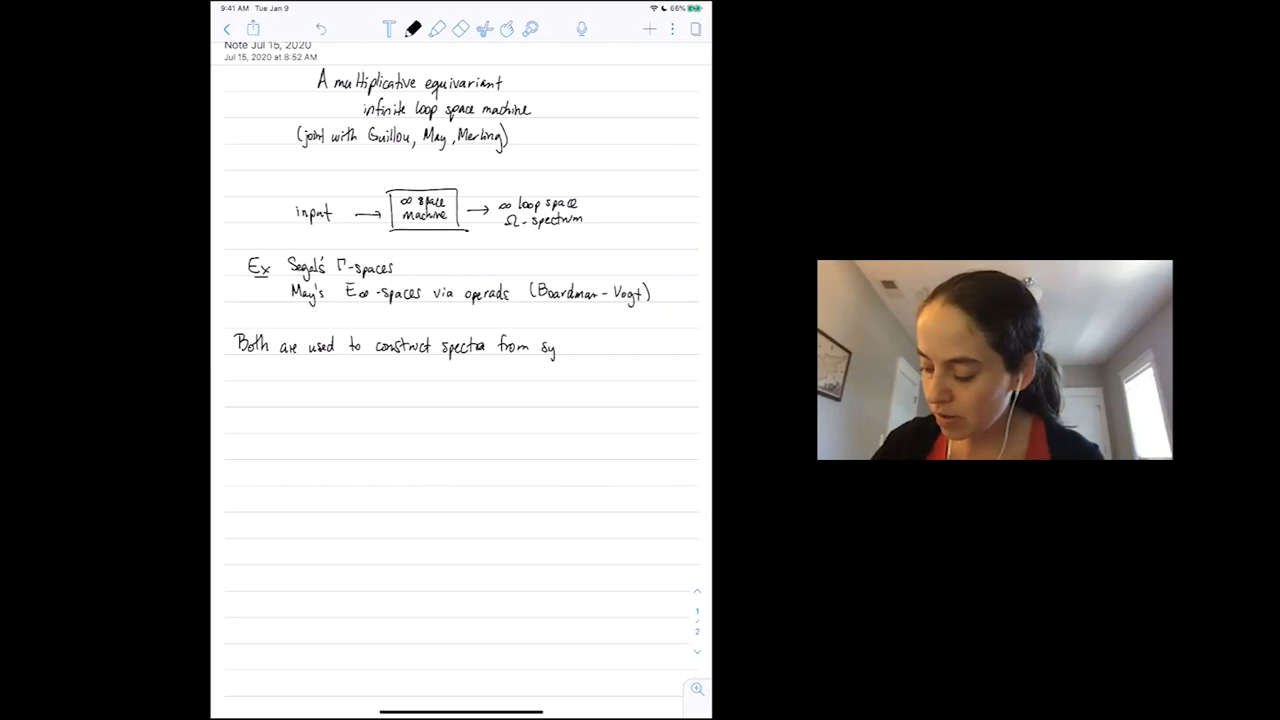 9:41 AM Tue Jan 9
66%
Note Jul 15, 2020
Jul 15, 2020 at 8:52 AM
A multiplicative equivariant
infinite loop space machine
(joint with Guillou, May, Merling)
input → ∞ space machine → ∞ loop space
Ω-spectrum
Ex Segal's Γ-spaces
May's E∞-spaces via operads (Boardman-Vogt)
Both are used to construct spectra from sy
1
/
2